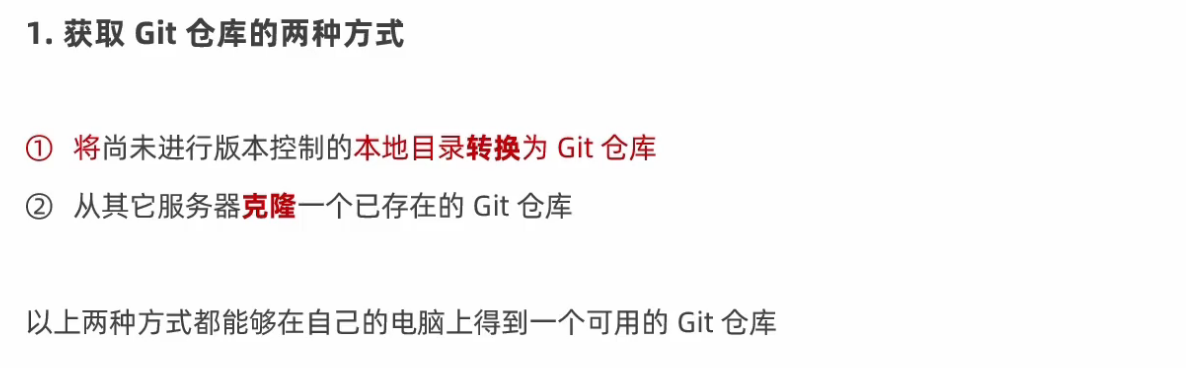 1. 获取 Git 仓库的两种方式
① 将尚未进行版本控制的本地目录转换为 Git 仓库
② 从其它服务器克隆一个已存在的 Git 仓库
以上两种方式都能够在自己的电脑上得到一个可用的 Git 仓库